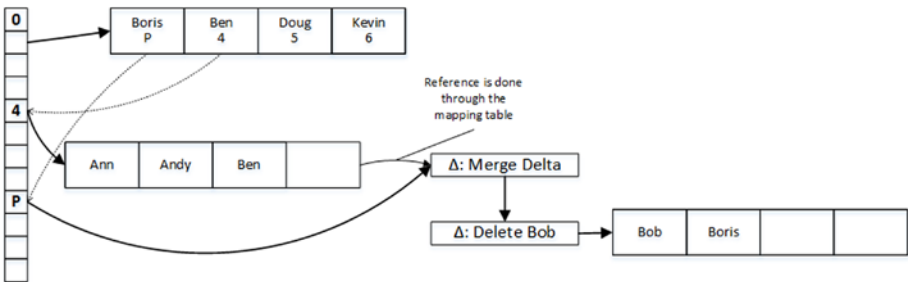 0
Boris Ben Doug Kevin
P 4 5 6
Reference is done
through the
mapping table
4
Ann Andy Ben
Δ: Merge Delta
P
Δ: Delete Bob
Bob Boris